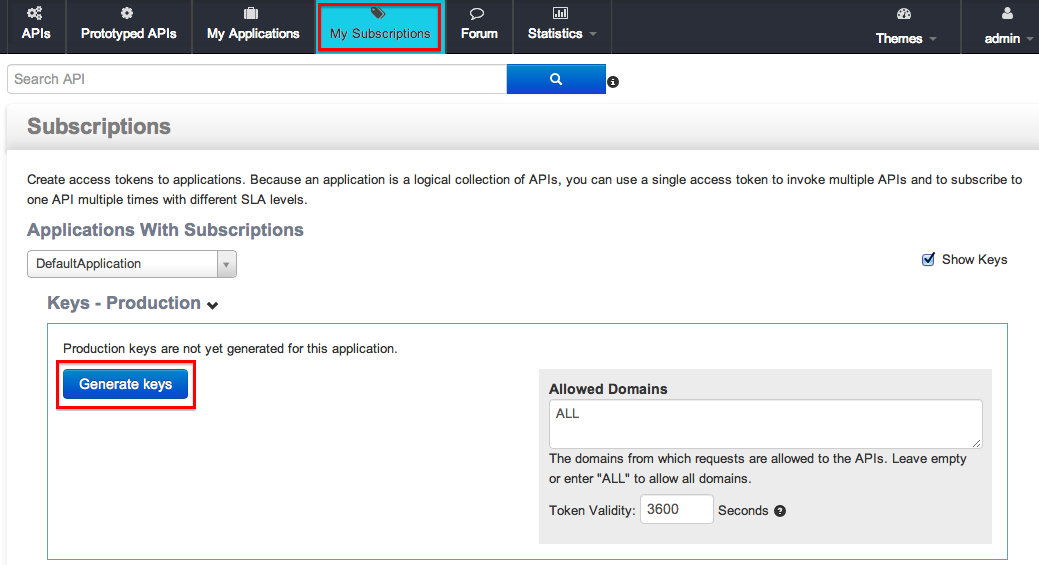 APIs
Prototyped APIs
My Applications
My Subscriptions
Forum
Statistics
Themes
admin
Search API
Subscriptions
Create access tokens to applications. Because an application is a logical collection of APIs, you can use a single access token to invoke multiple APIs and to subscribe to
one API multiple times with different SLA levels.
Applications With Subscriptions
DefaultApplication
Show Keys
Keys - Production
Production keys are not yet generated for this application.
Generate keys
Allowed Domains
ALL
The domains from which requests are allowed to the APIs. Leave empty
or enter "ALL" to allow all domains.
Token Validity: 3600 Seconds